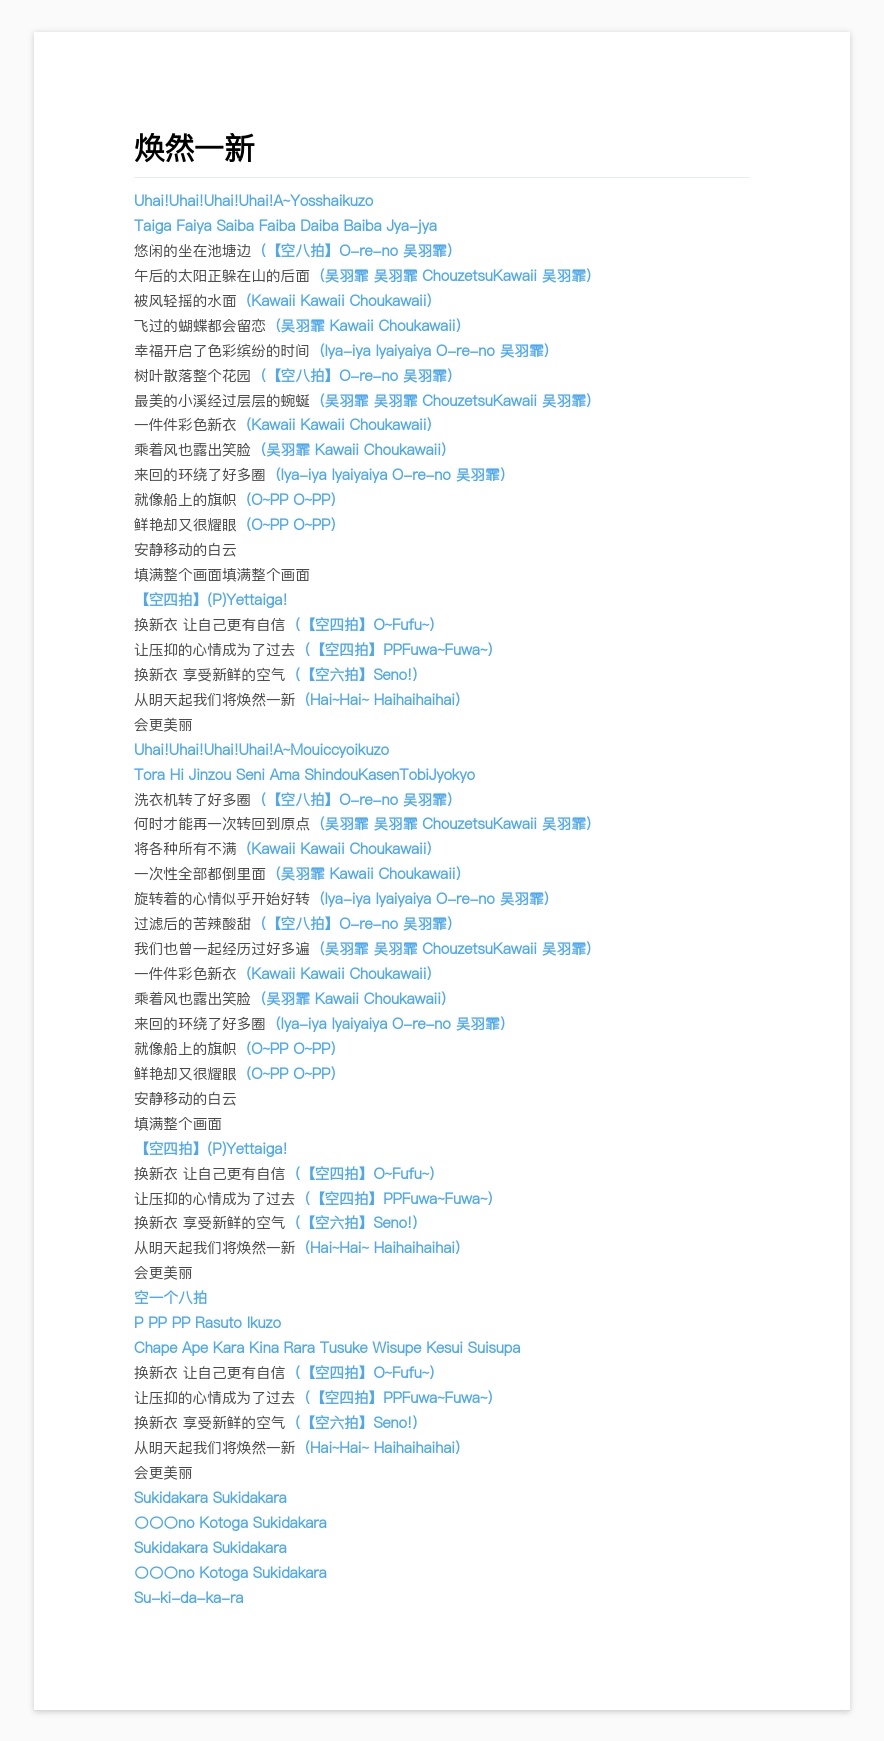 焕然一新
Uhai!Uhai!Uhai!Uhai!A~Yosshaikuzo
Taiga Faiya Saiba Faiba Daiba Baiba Jya-jya
悠闲的坐在池塘边（【空八拍】O-re-no 吴羽霏）
午后的太阳正躲在山的后面（吴羽霏 吴羽霏 ChouzetsuKawaii 吴羽霏）
被风轻摇的水面（Kawaii Kawaii Choukawaii）
飞过的蝴蝶都会留恋（吴羽霏 Kawaii Choukawaii）
幸福开启了色彩缤纷的时间（Iya-iya Iyaiyaiya O-re-no 吴羽霏）
树叶散落整个花园（【空八拍】O-re-no 吴羽霏）
最美的小溪经过层层的蜿蜒（吴羽霏 吴羽霏 ChouzetsuKawaii 吴羽霏）
一件件彩色新衣（Kawaii Kawaii Choukawaii）
乘着风也露出笑脸（吴羽霏 Kawaii Choukawaii）
来回的环绕了好多圈（Iya-iya Iyaiyaiya O-re-no 吴羽霏）
就像船上的旗帜（O~PP O~PP）
鲜艳却又很耀眼（O~PP O~PP）
安静移动的白云
填满整个画面填满整个画面
【空四拍】(P)Yettaiga!
换新衣 让自己更有自信（【空四拍】O~Fufu~）
让压抑的心情成为了过去（【空四拍】PPFuwa~Fuwa~）
换新衣 享受新鲜的空气（【空六拍】Seno!）
从明天起我们将焕然一新（Hai~Hai~ Haihaihaihai）
会更美丽
Uhai!Uhai!Uhai!Uhai!A~Mouiccyoikuzo
Tora Hi Jinzou Seni Ama ShindouKasenTobiJyokyo
洗衣机转了好多圈（【空八拍】O-re-no 吴羽霏）
何时才能再一次转回到原点（吴羽霏 吴羽霏 ChouzetsuKawaii 吴羽霏）
将各种所有不满（Kawaii Kawaii Choukawaii）
一次性全部都倒里面（吴羽霏 Kawaii Choukawaii）
旋转着的心情似乎开始好转（Iya-iya Iyaiyaiya O-re-no 吴羽霏）
过滤后的苦辣酸甜（【空八拍】O-re-no 吴羽霏）
我们也曾一起经历过好多遍（吴羽霏 吴羽霏 ChouzetsuKawaii 吴羽霏）
一件件彩色新衣（Kawaii Kawaii Choukawaii）
乘着风也露出笑脸（吴羽霏 Kawaii Choukawaii）
来回的环绕了好多圈（Iya-iya Iyaiyaiya O-re-no 吴羽霏）
就像船上的旗帜（O~PP O~PP）
鲜艳却又很耀眼（O~PP O~PP）
安静移动的白云
填满整个画面
【空四拍】(P)Yettaiga!
换新衣 让自己更有自信（【空四拍】O~Fufu~）
让压抑的心情成为了过去（【空四拍】PPFuwa~Fuwa~）
换新衣 享受新鲜的空气（【空六拍】Seno!）
从明天起我们将焕然一新（Hai~Hai~ Haihaihaihai）
会更美丽
空一个八拍
P PP PP Rasuto Ikuzo
Chape Ape Kara Kina Rara Tusuke Wisupe Kesui Suisupa
换新衣 让自己更有自信（【空四拍】O~Fufu~）
让压抑的心情成为了过去（【空四拍】PPFuwa~Fuwa~）
换新衣 享受新鲜的空气（【空六拍】Seno!）
从明天起我们将焕然一新（Hai~Hai~ Haihaihaihai）
会更美丽
Sukidakara Sukidakara
〇〇〇no Kotoga Sukidakara
Sukidakara Sukidakara
〇〇〇no Kotoga Sukidakara
Su-ki-da-ka-ra